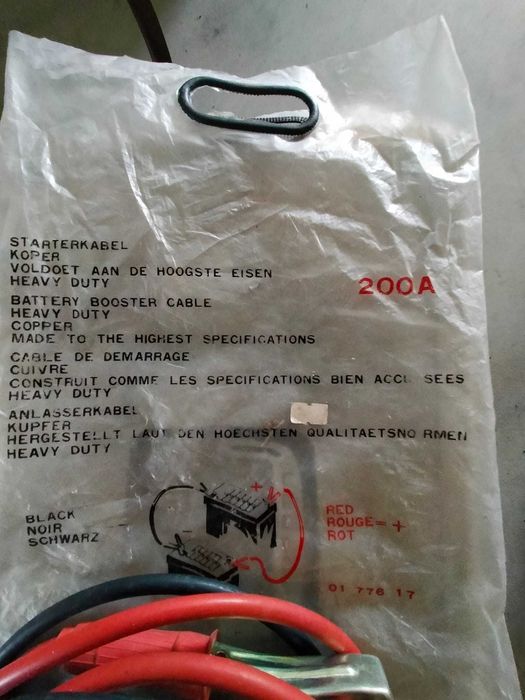 STARTERKABEL
KOPER
VOLDOET AAN DE HOOGSTE EISEN
HEAVY DUTY
200A
BATTERY BOOSTER CABLE
HEAVY DUTY
COPPER
MADE TO THE HIGHEST SPECIFICATIONS
CABLE DE DEMARRAGE
CUIVRE
CONSTRUIT COMME LES SPECIFICATIONS BIEN
HEAVY DUTY
ANLASSERKABEL
KUPFER
HERGESTELLT LAUT DEN HOECHSTEN QUALITAETSNO RMEN
HEAVY DUTY
BLACK
NOIR
SCHWARZ
-
+
RED
ROUGE = +
ROT
01 776 17